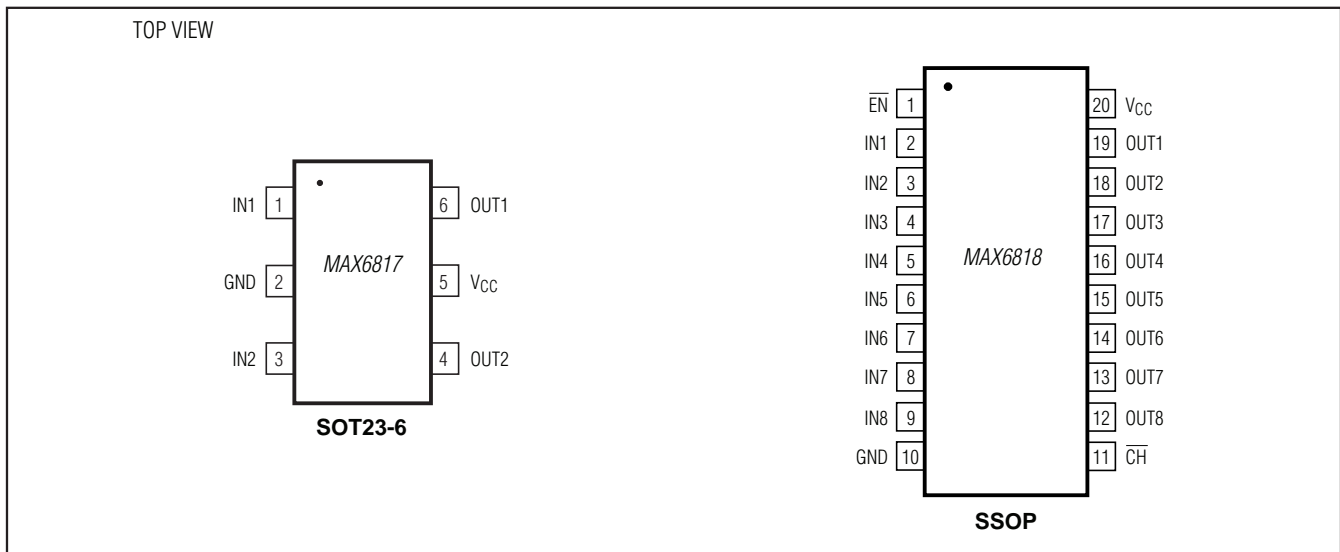 TOP VIEW
IN1 1 6 OUT1
GND 2 MAX6817 5 VCC
IN2 3 4 OUT2
SOT23-6
E̅N̅ 1 20 VCC
IN1 2 19 OUT1
IN2 3 18 OUT2
IN3 4 17 OUT3
IN4 5 MAX6818 16 OUT4
IN5 6 15 OUT5
IN6 7 14 OUT6
IN7 8 13 OUT7
IN8 9 12 OUT8
GND 10 11 C̅H̅
SSOP